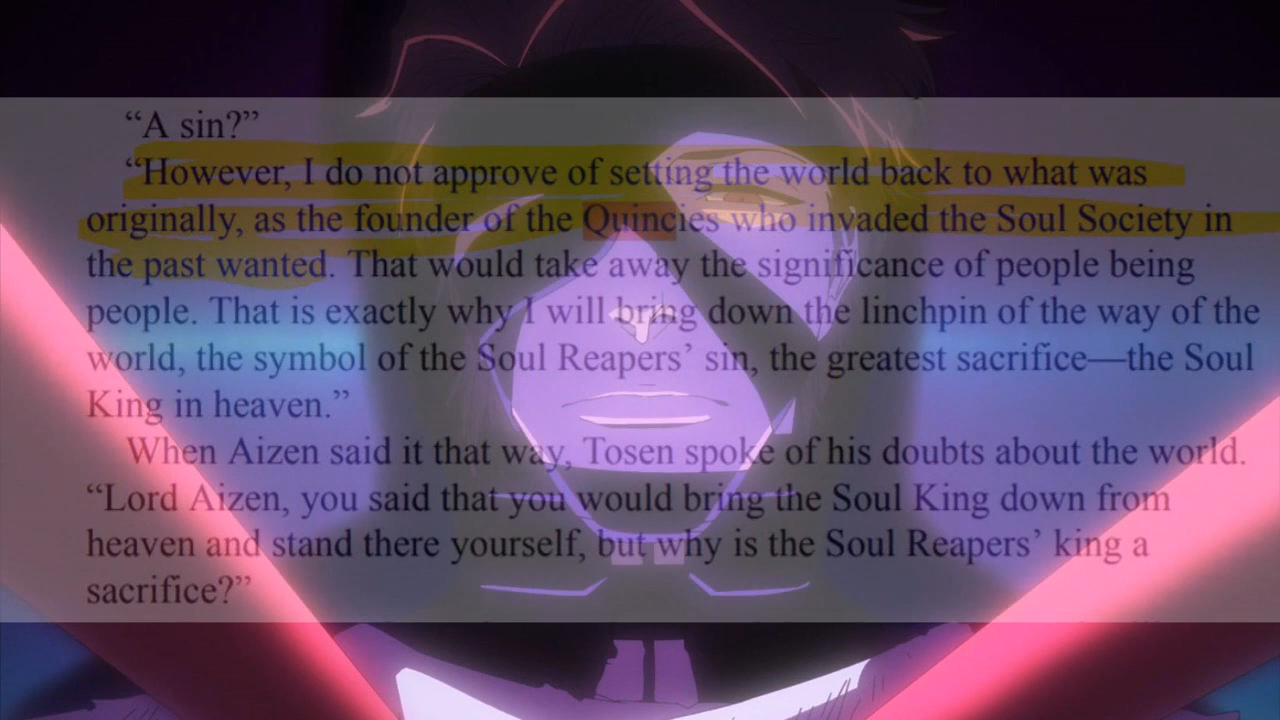 “A sin?”
“However, I do not approve of setting the world back to what was
originally, as the founder of the Quincies who invaded the Soul Society in
the past wanted. That would take away the significance of people being
people. That is exactly why I will bring down the linchpin of the way of the
world, the symbol of the Soul Reapers’ sin, the greatest sacrifice—the Soul
King in heaven.”
When Aizen said it that way, Tosen spoke of his doubts about the world.
“Lord Aizen, you said that you would bring the Soul King down from
heaven and stand there yourself, but why is the Soul Reapers’ king a
sacrifice?”